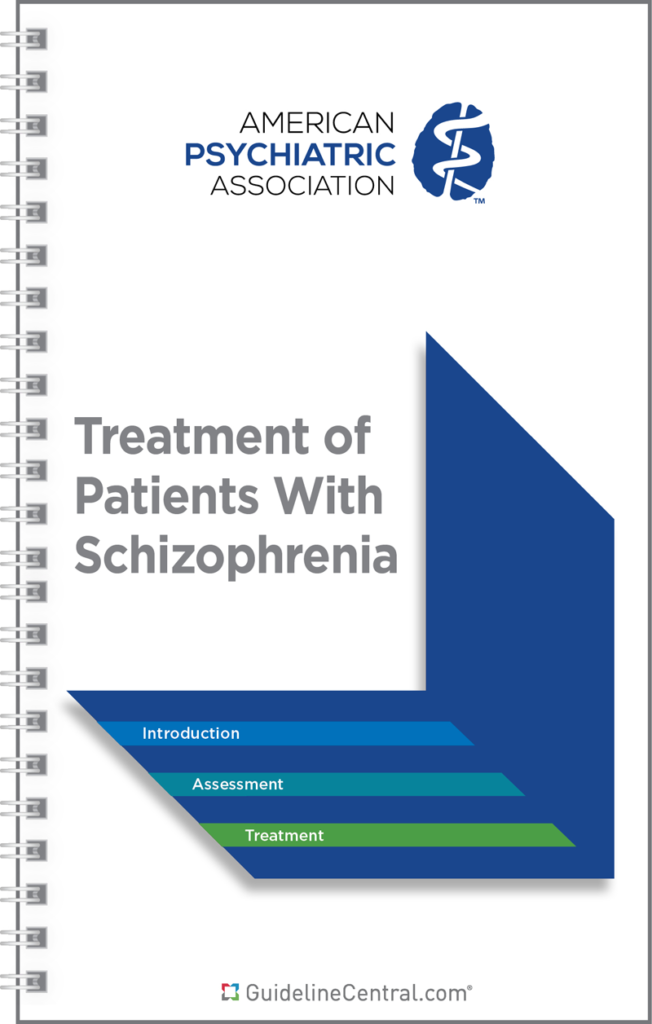 AMERICAN
PSYCHIATRIC
ASSOCIATION
TM
Treatment of
Patients With
Schizophrenia
Introduction
Assessment
Treatment
GuidelineCentral.com®